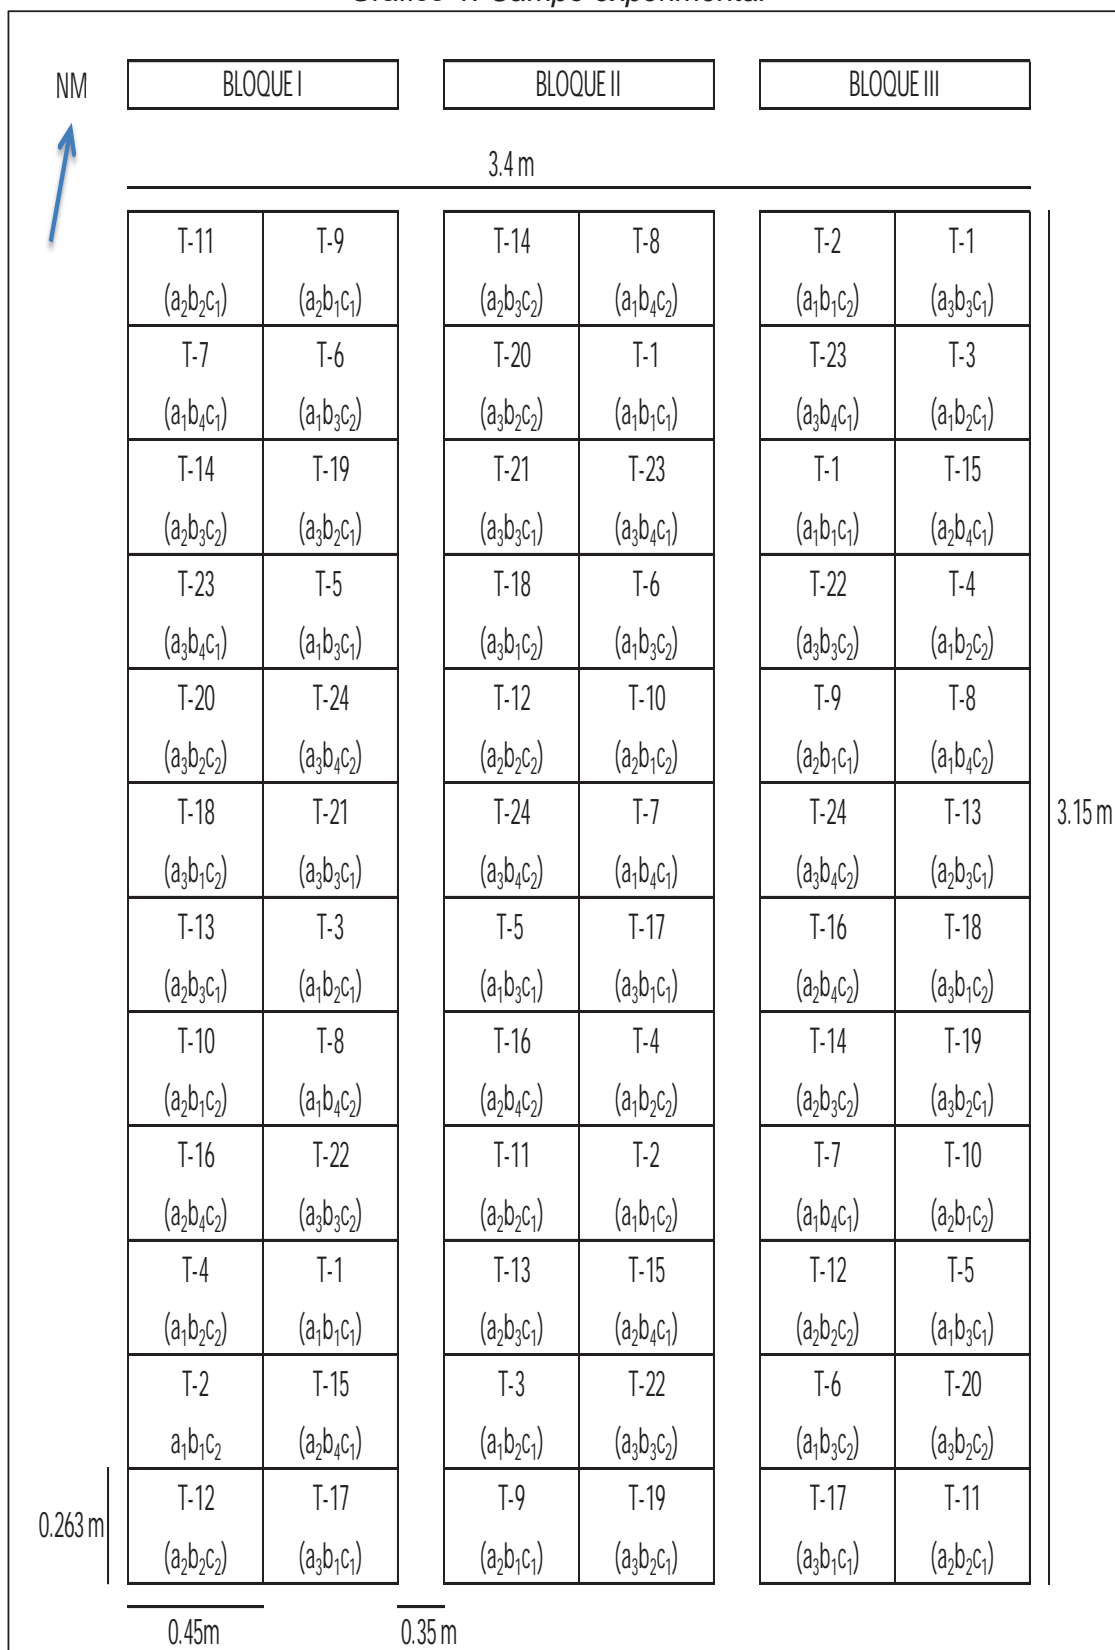 Gráfico 1. Campo experimental
NM BLOQUE I BLOQUE II BLOQUE III
3.4 m
T-11 T-9 T-14 T-8 T-2 T-1
(a₂b₂c₁) (a₂b₁c₁) (a₂b₃c₂) (a₁b₄c₂) (a₁b₁c₂) (a₃b₃c₁)
T-7 T-6 T-20 T-1 T-23 T-3
(a₁b₄c₁) (a₁b₃c₂) (a₃b₂c₂) (a₁b₁c₁) (a₃b₄c₁) (a₁b₂c₁)
T-14 T-19 T-21 T-23 T-1 T-15
(a₂b₃c₂) (a₃b₂c₁) (a₃b₃c₁) (a₃b₄c₁) (a₁b₁c₁) (a₂b₄c₁)
T-23 T-5 T-18 T-6 T-22 T-4
(a₃b₄c₁) (a₁b₃c₁) (a₃b₁c₂) (a₁b₃c₂) (a₃b₃c₂) (a₁b₂c₂)
T-20 T-24 T-12 T-10 T-9 T-8
(a₃b₂c₂) (a₃b₄c₂) (a₂b₂c₂) (a₂b₁c₂) (a₂b₁c₁) (a₁b₄c₂)
T-18 T-21 T-24 T-7 T-24 T-13 3.15 m
(a₃b₁c₂) (a₃b₃c₁) (a₃b₄c₂) (a₁b₄c₁) (a₃b₄c₂) (a₂b₃c₁)
T-13 T-3 T-5 T-17 T-16 T-18
(a₂b₃c₁) (a₁b₂c₁) (a₁b₃c₁) (a₃b₁c₁) (a₂b₄c₂) (a₃b₁c₂)
T-10 T-8 T-16 T-4 T-14 T-19
(a₂b₁c₂) (a₁b₄c₂) (a₂b₄c₂) (a₁b₂c₂) (a₂b₃c₂) (a₃b₂c₁)
T-16 T-22 T-11 T-2 T-7 T-10
(a₂b₄c₂) (a₃b₃c₂) (a₂b₂c₁) (a₁b₁c₂) (a₁b₄c₁) (a₂b₁c₂)
T-4 T-1 T-13 T-15 T-12 T-5
(a₁b₂c₂) (a₁b₁c₁) (a₂b₃c₁) (a₂b₄c₁) (a₂b₂c₂) (a₁b₃c₁)
T-2 T-15 T-3 T-22 T-6 T-20
a₁b₁c₂ (a₂b₄c₁) (a₁b₂c₁) (a₃b₃c₂) (a₁b₃c₂) (a₃b₂c₂)
T-12 T-17 T-9 T-19 T-17 T-11
0.263 m
(a₂b₂c₂) (a₃b₁c₁) (a₂b₁c₁) (a₃b₂c₁) (a₃b₁c₁) (a₂b₂c₁)
0.45m 0.35 m